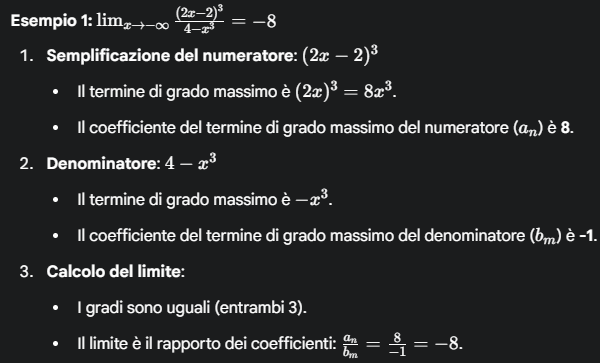 Esempio 1: lim_{x→−∞} \frac{(2x−2)^3}{4−x^3} = −8
1. Semplificazione del numeratore: (2x − 2)^3
• Il termine di grado massimo è (2x)^3 = 8x^3.
• Il coefficiente del termine di grado massimo del numeratore (a_n) è 8.
2. Denominatore: 4 − x^3
• Il termine di grado massimo è −x^3.
• Il coefficiente del termine di grado massimo del denominatore (b_m) è -1.
3. Calcolo del limite:
• I gradi sono uguali (entrambi 3).
• Il limite è il rapporto dei coefficienti: \frac{a_n}{b_m} = \frac{8}{−1} = −8.